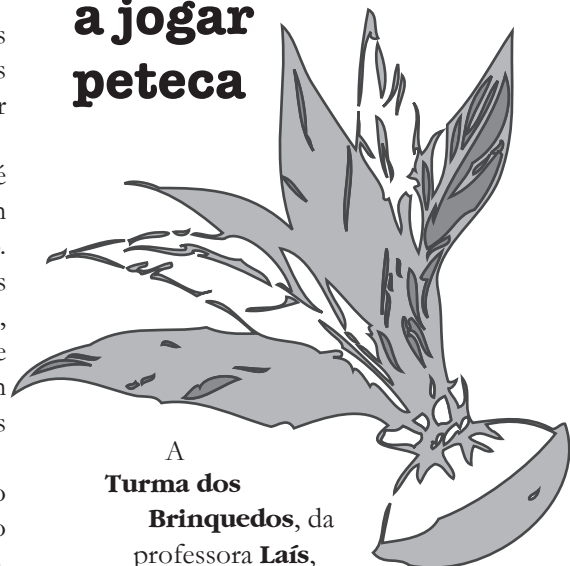 a jogar
peteca
A
Turma dos
Brinquedos, da
professora Laís,